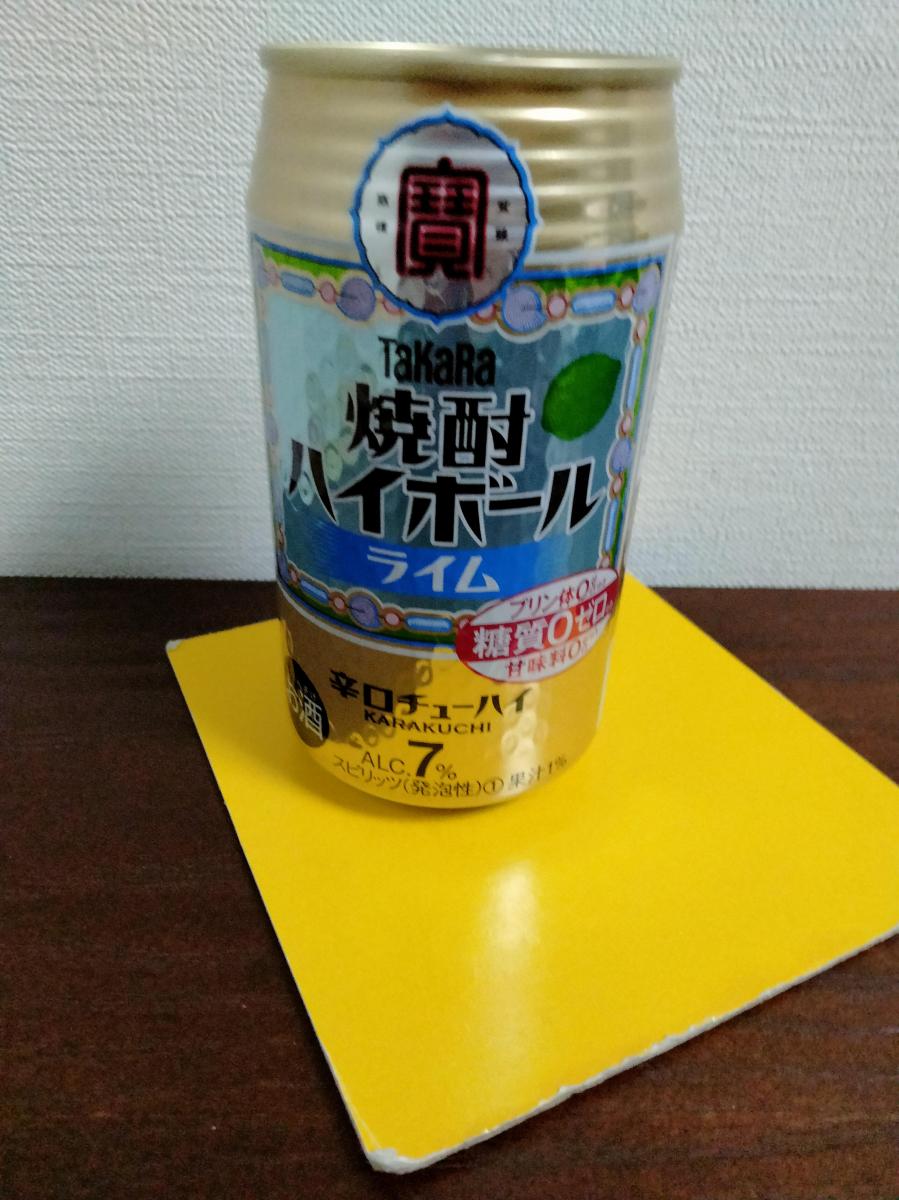 寶
TaKaRa
焼酎
ハイボール
ライム
プリン体0%
糖質0ゼロ
甘味料0%
お酒
辛口チューハイ
KARAKUCHI
ALC.7%
スピリッツ(発泡性)① 果汁1%